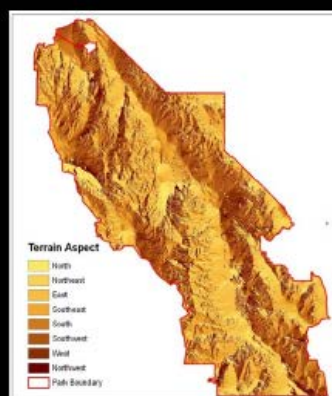 Terrain Aspect
North
Northeast
East
Southeast
South
Southwest
West
Northwest
Park Boundary